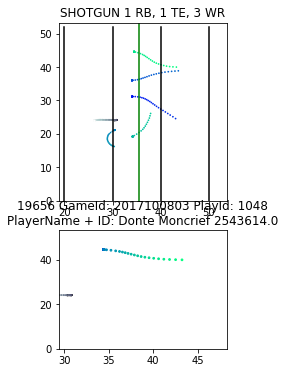 SHOTGUN 1 RB, 1 TE, 3 WR
50
40
30
20
10
0
20 30 40 50
19656 GameId: 2017100803 PlayId: 1048
PlayerName + ID: Donte Moncrief 2543614.0
40
20
0
30 35 40 45